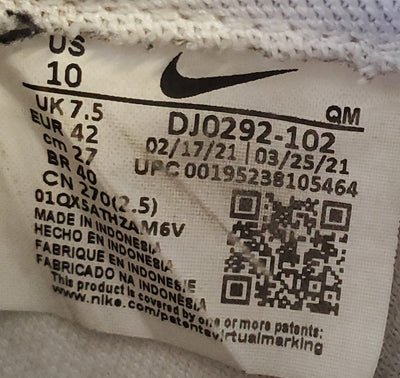 US
10
UK 7.5
EUR 42
cm 27
BR 40
CN 270(2.5)
QM
DJ0292-102
02/17/21 | 03/25/21
UPC 00195238105464
01QX5ATHZAM6V
MADE IN INDONESIA
HECHO EN INDONESIA
FABRIQUE EN INDONESIE
FABRICADO NA INDONÉSIA
This product is covered by one or more patents:
www.nike.com/patentsvirtualmarking